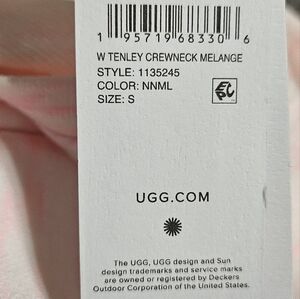 1 95719 68330 6
W TENLEY CREWNECK MELANGE
STYLE: 1135245
COLOR: NNML
SIZE: S
UGG.COM
The UGG, UGG design and Sun
design trademarks and service marks
are owned or registered by Deckers
Outdoor Corporation of the United States.